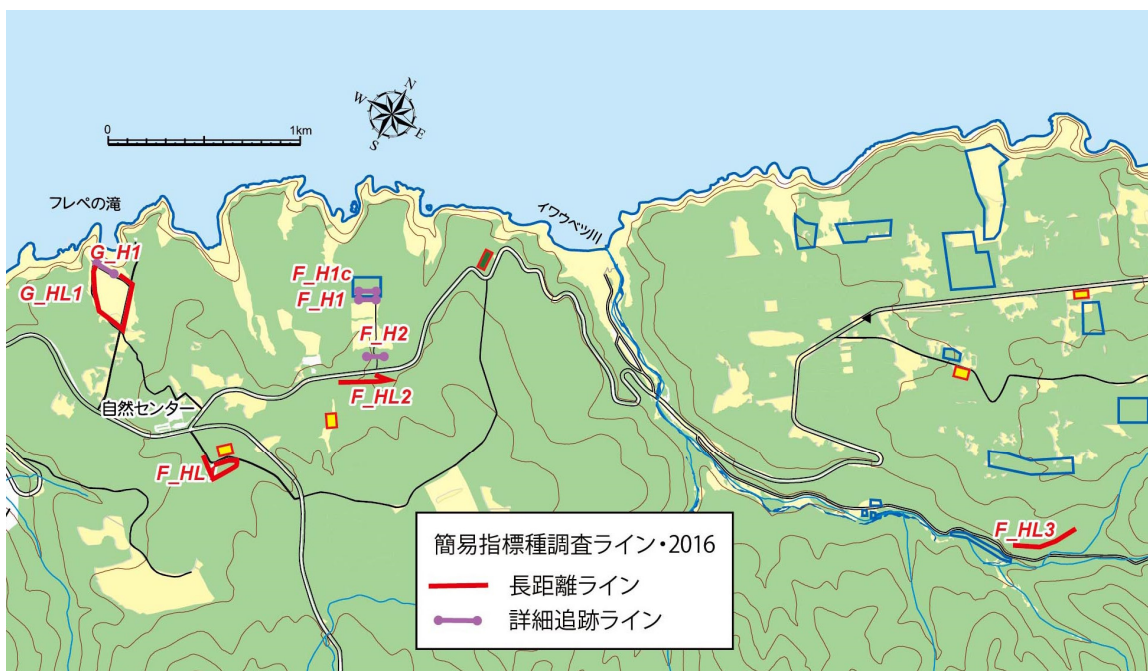 N
W
E
S
0
1km
フレペの滝
イワウベツ川
G_H1
G_HL1
F_H1c
F_H1
F_H2
F_HL2
自然センター
F_HL
F_HL3
簡易指標種調査ライン・2016
長距離ライン
詳細追跡ライン